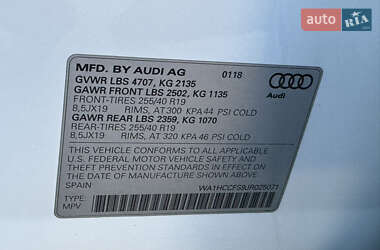 auto RIA.com
MFD. BY AUDI AG 0118
GVWR LBS 4707, KG 2135
GAWR FRONT LBS 2502, KG 1135
FRONT-TIRES 255/40 R19
8,5JX19 RIMS, AT 300 KPA 44 PSI COLD
GAWR REAR LBS 2359, KG 1070
REAR-TIRES 255/40 R19
8,5JX19 RIMS, AT 320 KPA 46 PSI COLD
Audi
THIS VEHICLE CONFORMS TO ALL APPLICABLE
U.S. FEDERAL MOTOR VEHICLE SAFETY AND
THEFT PREVENTION STANDARDS IN EFFECT ON
THE DATE OF MANUFACTURE SHOWN ABOVE.
SPAIN
WA1HCCFS9JR025071
TYPE:
MPV